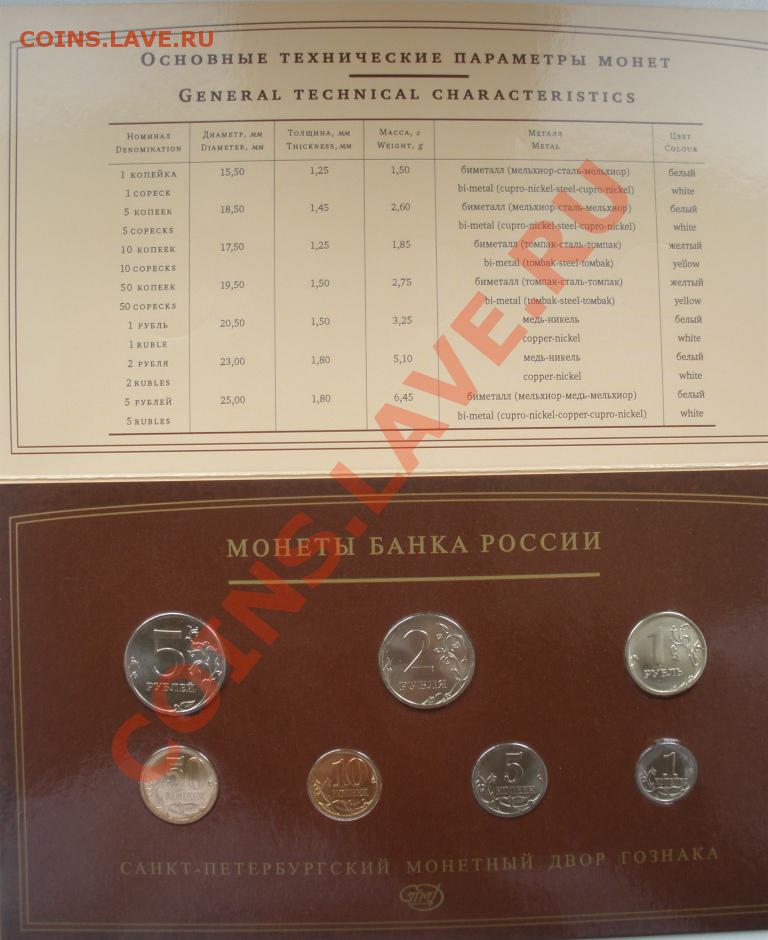 COINS.LAVE.RU
ОСНОВНЫЕ ТЕХНИЧЕСКИЕ ПАРАМЕТРЫ МОНЕТ
GENERAL TECHNICAL CHARACTERISTICS
НОМИНАЛ ДИАМЕТР, мм ТОЛЩИНА, мм МАССА, г МЕТАЛЛ ЦВЕТ
DENOMINATION DIAMETER, мм THICKNESS, мм WEIGHT, g METAL COLOUR
1 КОПЕЙКА 15,50 1,25 1,50 биметалл (мельхиор-сталь-мельхиор) белый
1 COPECK bi-metal (cupro-nickel-steel-cupro-nickel) white
5 КОПЕЕК 18,50 1,45 2,60 биметалл (мельхиор-сталь-мельхиор) белый
5 COPECKS bi-metal (cupro-nickel-steel-cupro-nickel) white
10 КОПЕЕК 17,50 1,25 1,85 биметалл (томпак-сталь-томпак) желтый
10 COPECKS bi-metal (tombak-steel-tombak) yellow
50 КОПЕЕК 19,50 1,50 2,75 биметалл (томпак-сталь-томпак) желтый
50 COPECKS bi-metal (tombak-steel-tombak) yellow
1 РУБЛЬ 20,50 1,50 3,25 медь-никель белый
1 RUBLE copper-nickel white
2 РУБЛЯ 23,00 1,80 5,10 медь-никель белый
2 RUBLES copper-nickel white
5 РУБЛЕЙ 25,00 1,80 6,45 биметалл (мельхиор-медь-мельхиор) белый
5 RUBLES bi-metal (cupro-nickel-copper-cupro-nickel) white
COINS.LAVE.RU
МОНЕТЫ БАНКА РОССИИ
5
РУБЛЕЙ
2
РУБЛЯ
1
РУБЛЬ
50
КОПЕЕК
10
КОПЕЕК
5
КОПЕЕК
1
КОПЕЙКА
САНКТ-ПЕТЕРБУРГСКИЙ МОНЕТНЫЙ ДВОР ГОЗНАКА